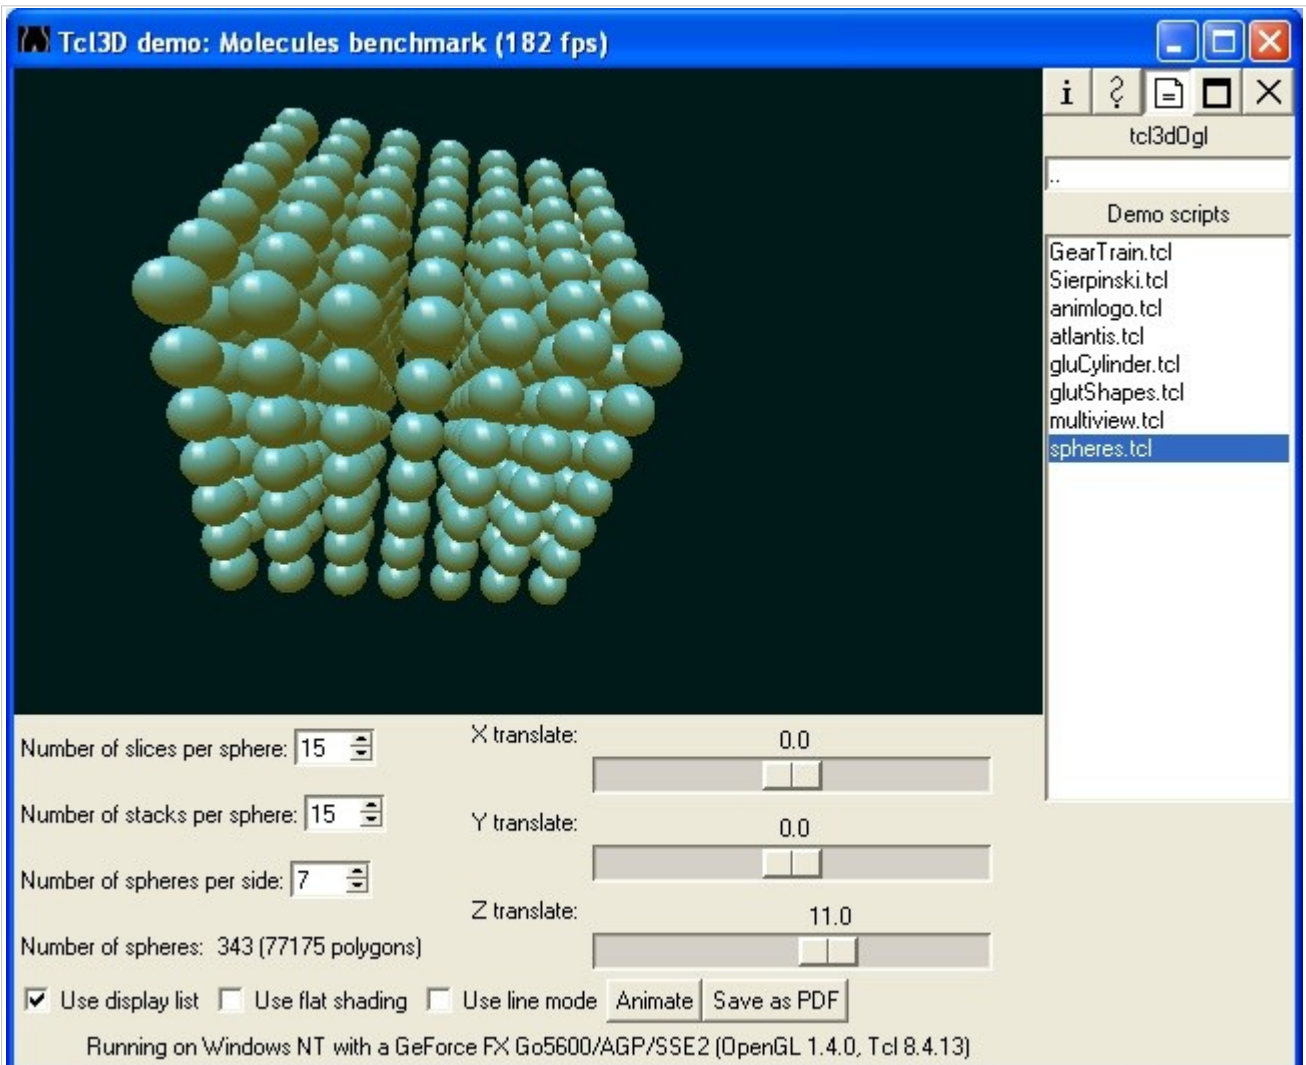 Tcl3D demo: Molecules benchmark (182 fps)
i ?
tcl3dOgl
..
Demo scripts
GearTrain.tcl
Sierpinski.tcl
animlogo.tcl
atlantis.tcl
gluCylinder.tcl
glutShapes.tcl
multiview.tcl
spheres.tcl
Number of slices per sphere: 15
Number of stacks per sphere: 15
Number of spheres per side: 7
Number of spheres: 343 (77175 polygons)
X translate: 0.0
Y translate: 0.0
Z translate: 11.0
Use display list Use flat shading Use line mode Animate Save as PDF
Running on Windows NT with a GeForce FX Go5600/AGP/SSE2 (OpenGL 1.4.0, Tcl 8.4.13)